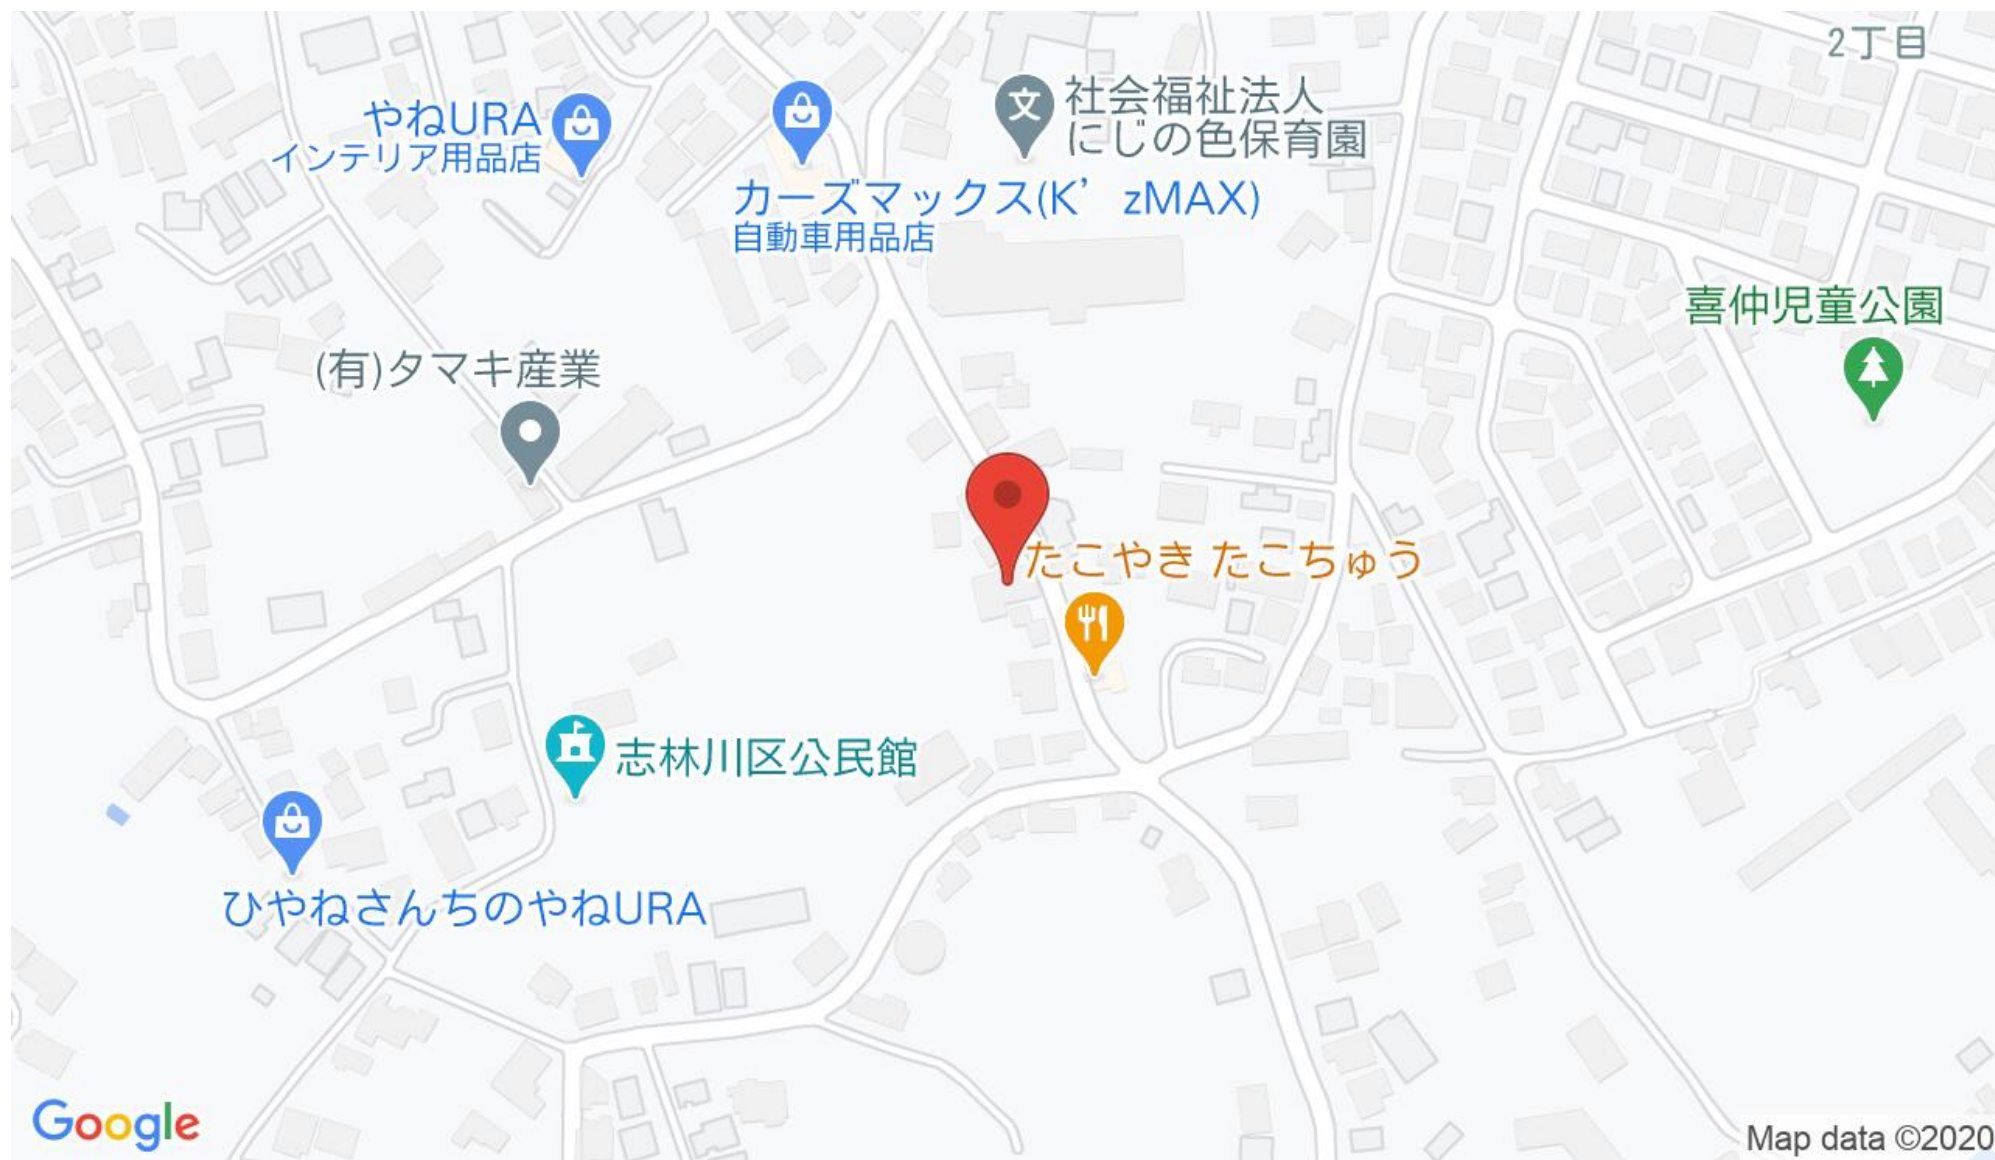 2丁目
やねURA
インテリア用品店
社会福祉法人
にじの色保育園
カーズマックス(K’zMAX)
自動車用品店
喜仲児童公園
(有)タマキ産業
たこやき たこちゅう
志林川区公民館
ひやねさんちのやねURA
Google
Map data ©2020